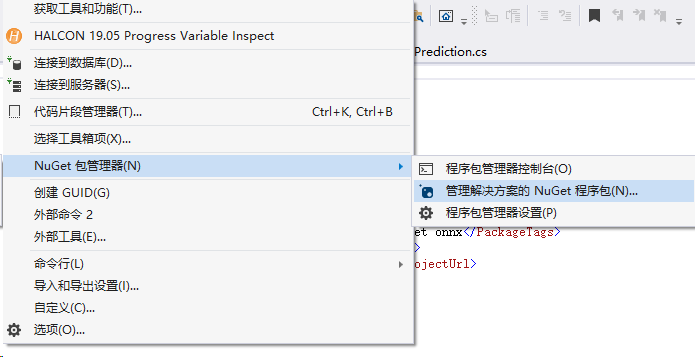 获取工具和功能(T)...
HALCON 19.05 Progress Variable Inspect
Prediction.cs
连接到数据库(D)...
连接到服务器(S)...
代码片段管理器(T)... Ctrl+K, Ctrl+B
选择工具箱项(X)...
NuGet 包管理器(N)
程序包管理器控制台(O)
管理解决方案的 NuGet 程序包(N)...
程序包管理器设置(P)
创建 GUID(G)
外部命令 2
外部工具(E)...
et onnx</PackageTags>
>
ojectUrl>
命令行(L)
导入和导出设置(I)...
自定义(C)...
选项(O)...